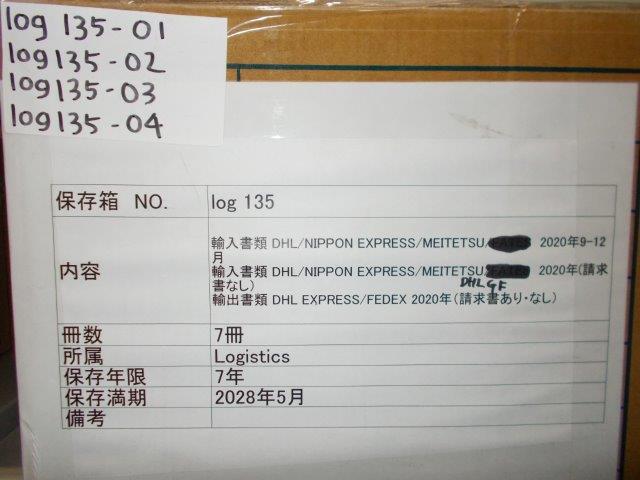 log 135-01
log135-02
log135-03
log135-04
保存箱 NO. log 135
内容
輸入書類 DHL/NIPPON EXPRESS/MEITETSU/ 2020年9-12
月
輸入書類 DHL/NIPPON EXPRESS/MEITETSU/ 2020年(請求
書なし) DHL GF
輸出書類 DHL EXPRESS/FEDEX 2020年(請求書あり・なし)
冊数 7冊
所属 Logistics
保存年限 7年
保存満期 2028年5月
備考